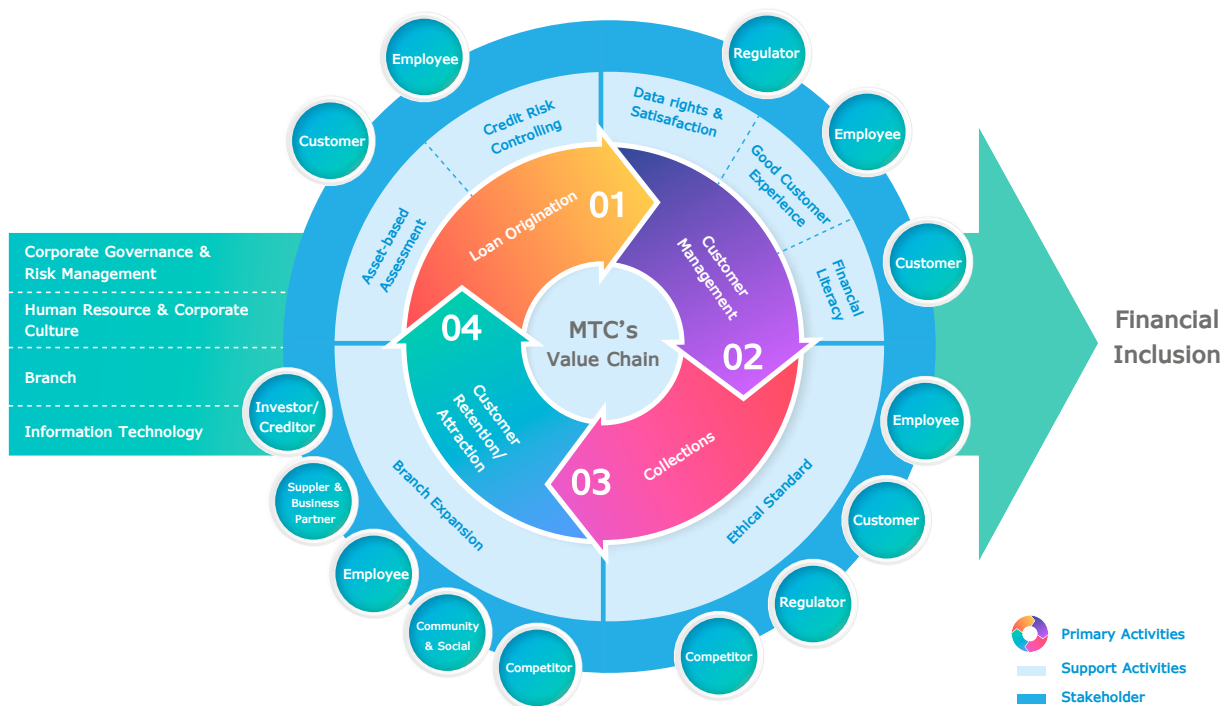 Corporate Governance &
Risk Management
Human Resource & Corporate
Culture
Branch
Information Technology
Employee
Customer
Asset-based
Assessment
Credit Risk
Controlling
Loan Origination
01
Regulator
Employee
Customer
Data rights &
Satisafaction
Good Customer
Experience
Financial
Literacy
Customer
Management
02
MTC's
Value Chain
Employee
Customer
Regulator
Competitor
Ethical Standard
Collections
03
Investor/
Creditor
Suppler &
Business
Partner
Employee
Community
& Social
Competitor
Branch Expansion
Customer
Retention/
Attraction
04
Financial
Inclusion
Primary Activities
Support Activities
Stakeholder